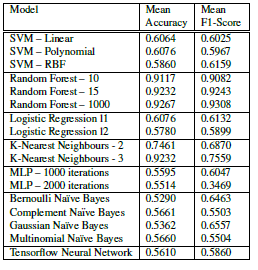 Model Mean Accuracy Mean F1-Score
SVM – Linear 0.6064 0.6025
SVM – Polynomial 0.6076 0.5967
SVM – RBF 0.5860 0.6159
Random Forest – 10 0.9117 0.9082
Random Forest – 15 0.9232 0.9243
Random Forest – 1000 0.9267 0.9308
Logistic Regression l1 0.6076 0.6132
Logistic Regression l2 0.5780 0.5899
K-Nearest Neighbours - 2 0.7461 0.6870
K-Nearest Neighbours - 3 0.9232 0.7559
MLP – 1000 iterations 0.5595 0.6047
MLP – 2000 iterations 0.5514 0.3469
Bernoulli Naïve Bayes 0.5290 0.6463
Complement Naïve Bayes 0.5661 0.5503
Gaussian Naïve Bayes 0.5362 0.6557
Multinomial Naïve Bayes 0.5660 0.5504
Tensorflow Neural Network 0.5610 0.5860